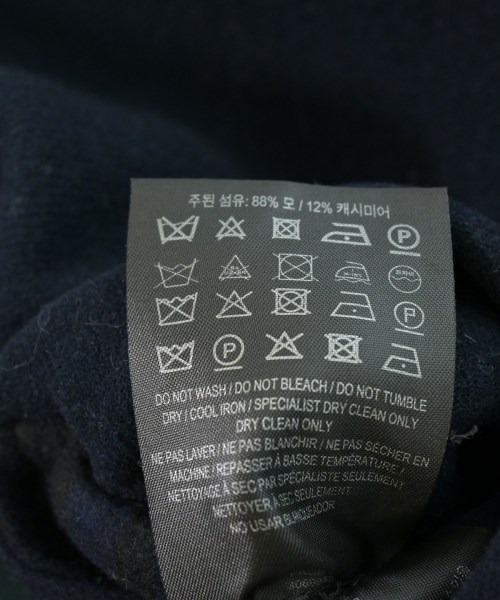 주된 섬유: 88% 모 / 12% 캐시미어
P
P
P
DO NOT WASH / DO NOT BLEACH / DO NOT TUMBLE
DRY / COOL IRON / SPECIALIST DRY CLEAN ONLY
DRY CLEAN ONLY
NE PAS LAVER / NE PAS BLANCHIR / NE PAS SÉCHER EN
MACHINE / REPASSER À BASSE TEMPÉRATURE /
NETTOYAGE À SEC PAR SPÉCIALISTE SEULEMENT
NETTOYER À SEC SEULEMENT
NO USAR BLANQUEADOR